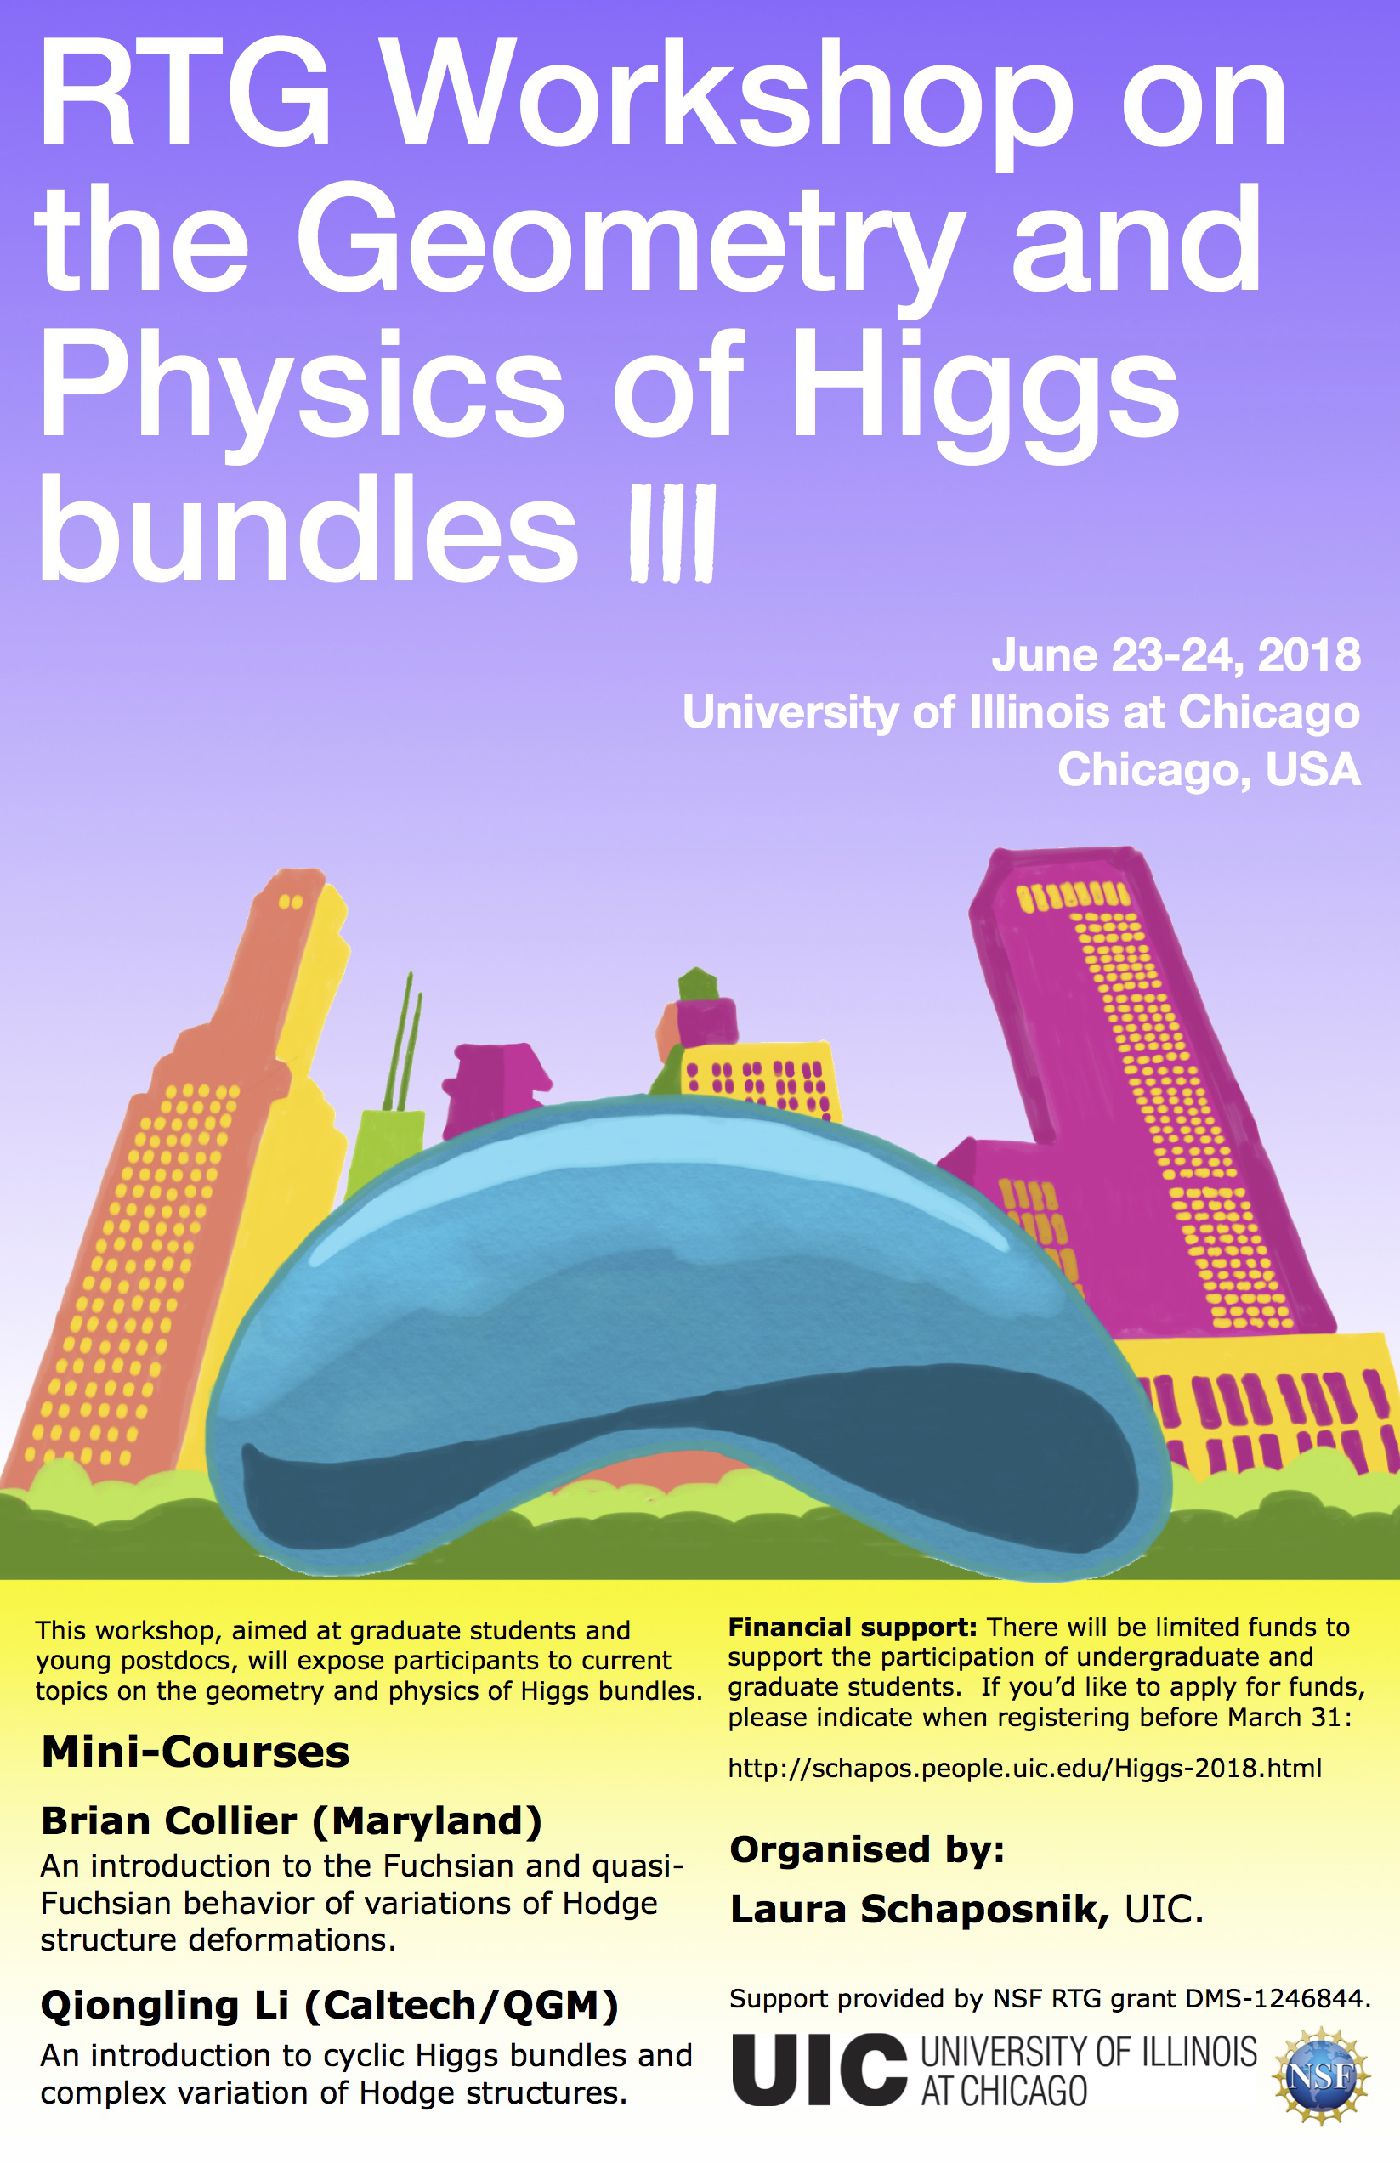 RTG Workshop on
the Geometry and
Physics of Higgs
bundles III
June 23-24, 2018
University of Illinois at Chicago
Chicago, USA
This workshop, aimed at graduate students and
young postdocs, will expose participants to current
topics on the geometry and physics of Higgs bundles.
Mini-Courses
Brian Collier (Maryland)
An introduction to the Fuchsian and quasi-
Fuchsian behavior of variations of Hodge
structure deformations.
Qiongling Li (Caltech/QGM)
An introduction to cyclic Higgs bundles and
complex variation of Hodge structures.
Financial support: There will be limited funds to
support the participation of undergraduate and
graduate students.  If you’d like to apply for funds,
please indicate when registering before March 31:
http://schapos.people.uic.edu/Higgs-2018.html
Organised by:
Laura Schaposnik, UIC.
Support provided by NSF RTG grant DMS-1246844.
UIC UNIVERSITY OF ILLINOIS
AT CHICAGO
NSF